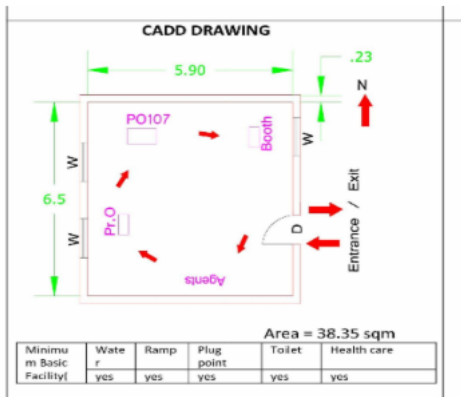 CADD DRAWING
5.90
.23
N
PO107
Booth
W
W
6.5
Pr.O
W
D
Entrance / Exit
Agents
Area = 38.35 sqm
Minimu m Basic Facility( Wate r Ramp Plug point Toilet Health care
yes yes yes yes yes